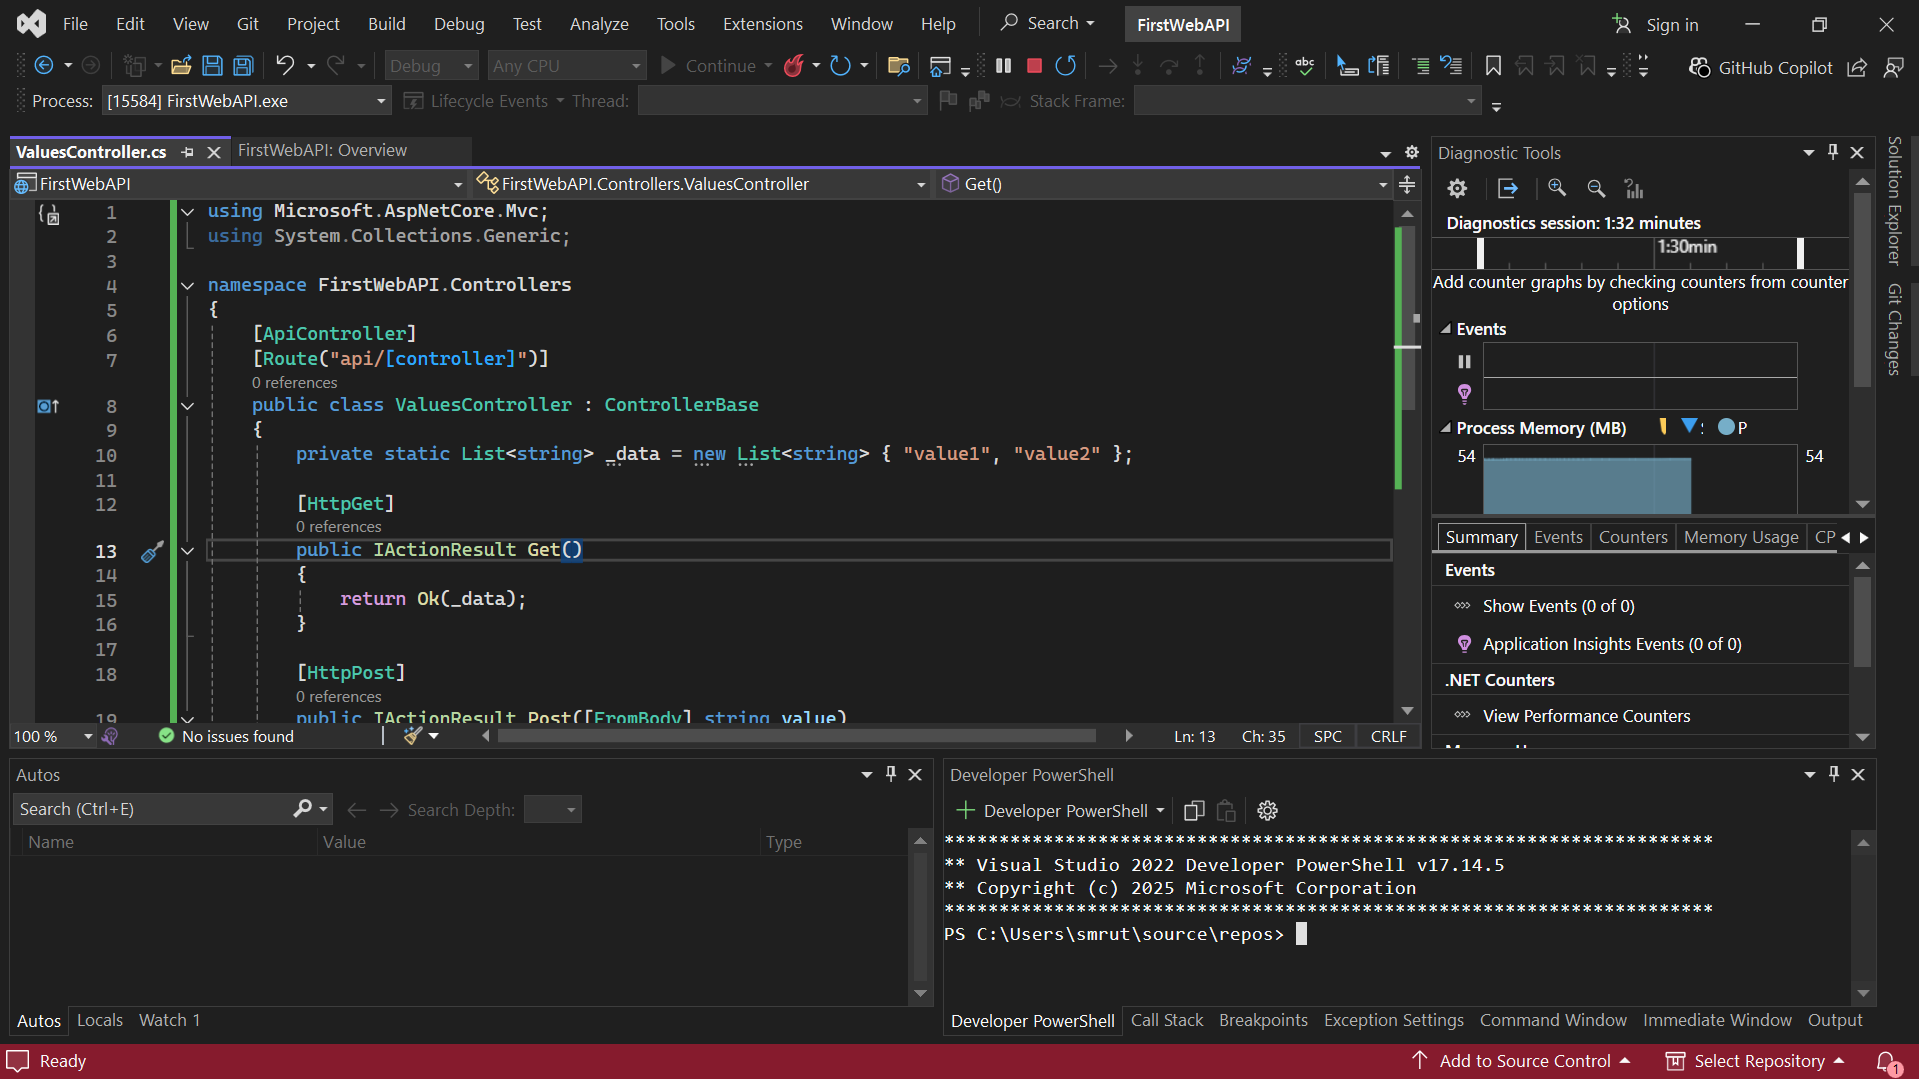 File Edit View Git Project Build Debug Test Analyze Tools Extensions Window Help Search FirstWebAPI Sign in
Debug Any CPU Continue abc GitHub Copilot
Process: [15584] FirstWebAPI.exe Lifecycle Events Thread: Stack Frame:
ValuesController.cs FirstWebAPI: Overview
FirstWebAPI FirstWebAPI.Controllers.ValuesController Get()
1 using Microsoft.AspNetCore.Mvc;
2 using System.Collections.Generic;
3
4 namespace FirstWebAPI.Controllers
5 {
6 [ApiController]
7 [Route("api/[controller]")]
0 references
8 public class ValuesController : ControllerBase
9 {
10 private static List<string> _data = new List<string> { "value1", "value2" };
11
12 [HttpGet]
0 references
13 public IActionResult Get()
14 {
15 return Ok(_data);
16 }
17
18 [HttpPost]
0 references
19 public IActionResult Post([FromBody] string value)
100 % No issues found Ln: 13 Ch: 35 SPC CRLF
Diagnostic Tools
Diagnostics session: 1:32 minutes
1:30min
Add counter graphs by checking counters from counter
options
Events
Process Memory (MB) P
54 54
Summary Events Counters Memory Usage CP
Events
Show Events (0 of 0)
Application Insights Events (0 of 0)
.NET Counters
View Performance Counters
Solution Explorer
Git Changes
Autos
Search (Ctrl+E) Search Depth:
Name Value Type
Autos Locals Watch 1
Developer PowerShell
Developer PowerShell
**********************************************************************
** Visual Studio 2022 Developer PowerShell v17.14.5
** Copyright (c) 2025 Microsoft Corporation
**********************************************************************
PS C:\Users\smrut\source\repos>
Developer PowerShell Call Stack Breakpoints Exception Settings Command Window Immediate Window Output
Ready Add to Source Control Select Repository 1